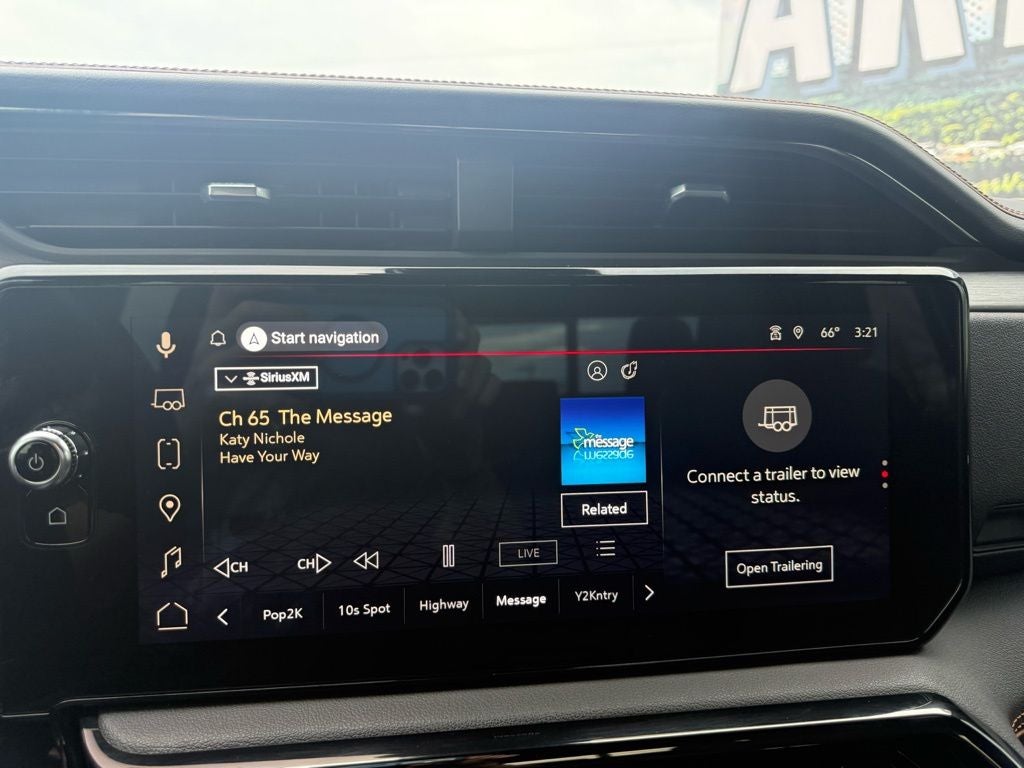 Start navigation
66° 3:21
SiriusXM
Ch 65 The Message
Katy Nichole
Have Your Way
the message
Related
Connect a trailer to view
status.
CH
CH
LIVE
Open Trailering
Pop2K
10s Spot
Highway
Message
Y2Kntry